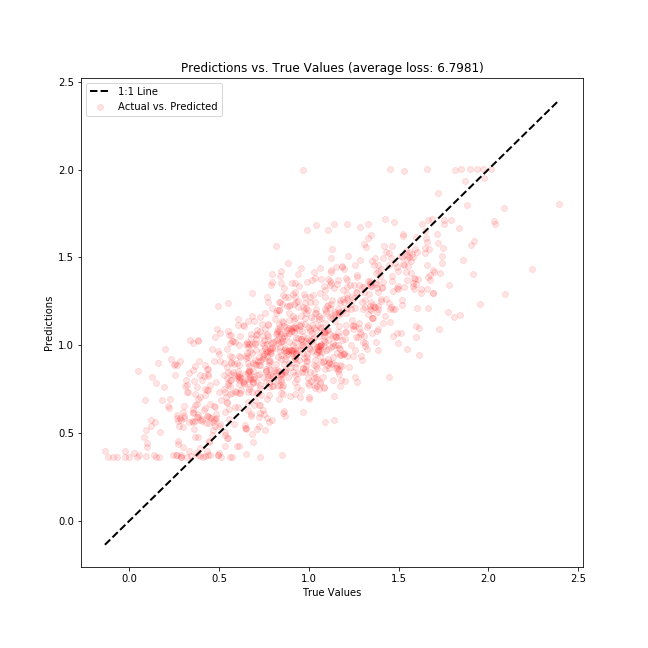 Predictions vs. True Values (average loss: 6.7981)
2.5
1:1 Line
Actual vs. Predicted
2.0
1.5
Predictions
1.0
0.5
0.0
0.0 0.5 1.0 1.5 2.0 2.5
True Values